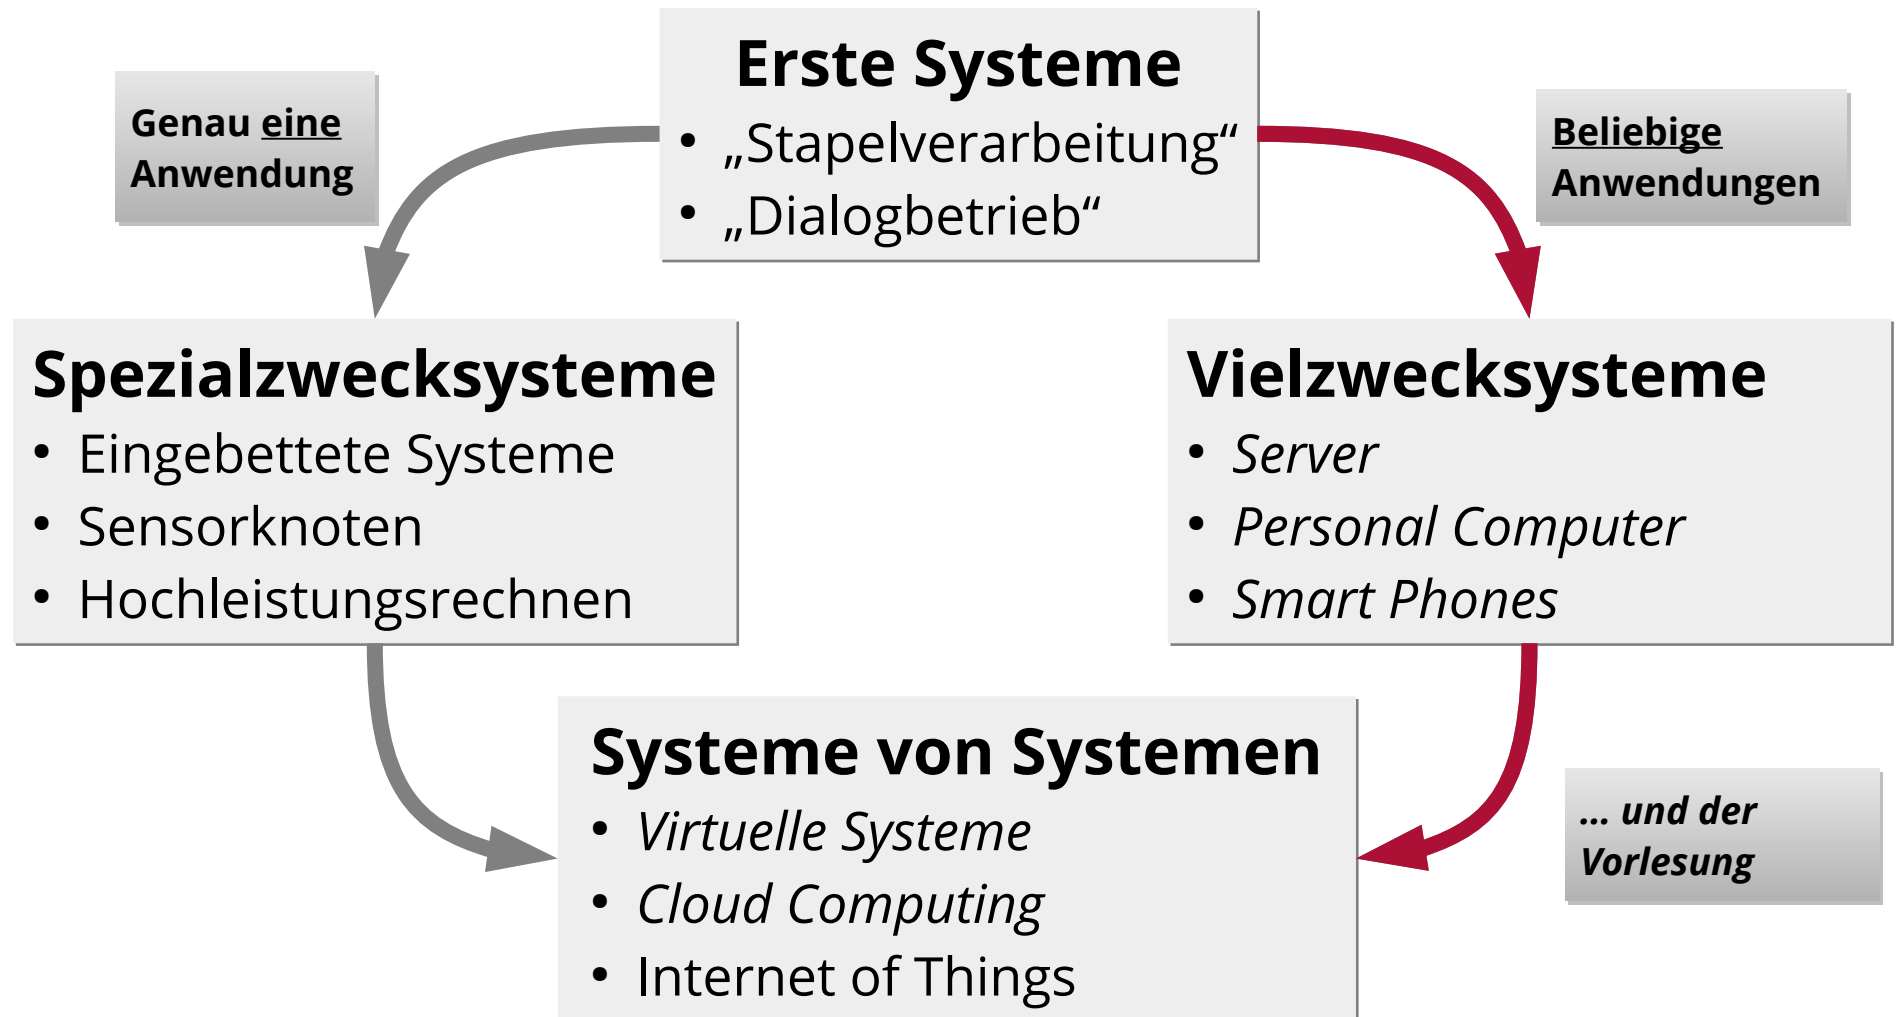 Erste Systeme
• „Stapelverarbeitung“
• „Dialogbetrieb“
Genau eine
Anwendung
Beliebige
Anwendungen
Spezialzwecksysteme
• Eingebettete Systeme
• Sensorknoten
• Hochleistungsrechnen
Vielzwecksysteme
• Server
• Personal Computer
• Smart Phones
Systeme von Systemen
• Virtuelle Systeme
• Cloud Computing
• Internet of Things
... und der
Vorlesung